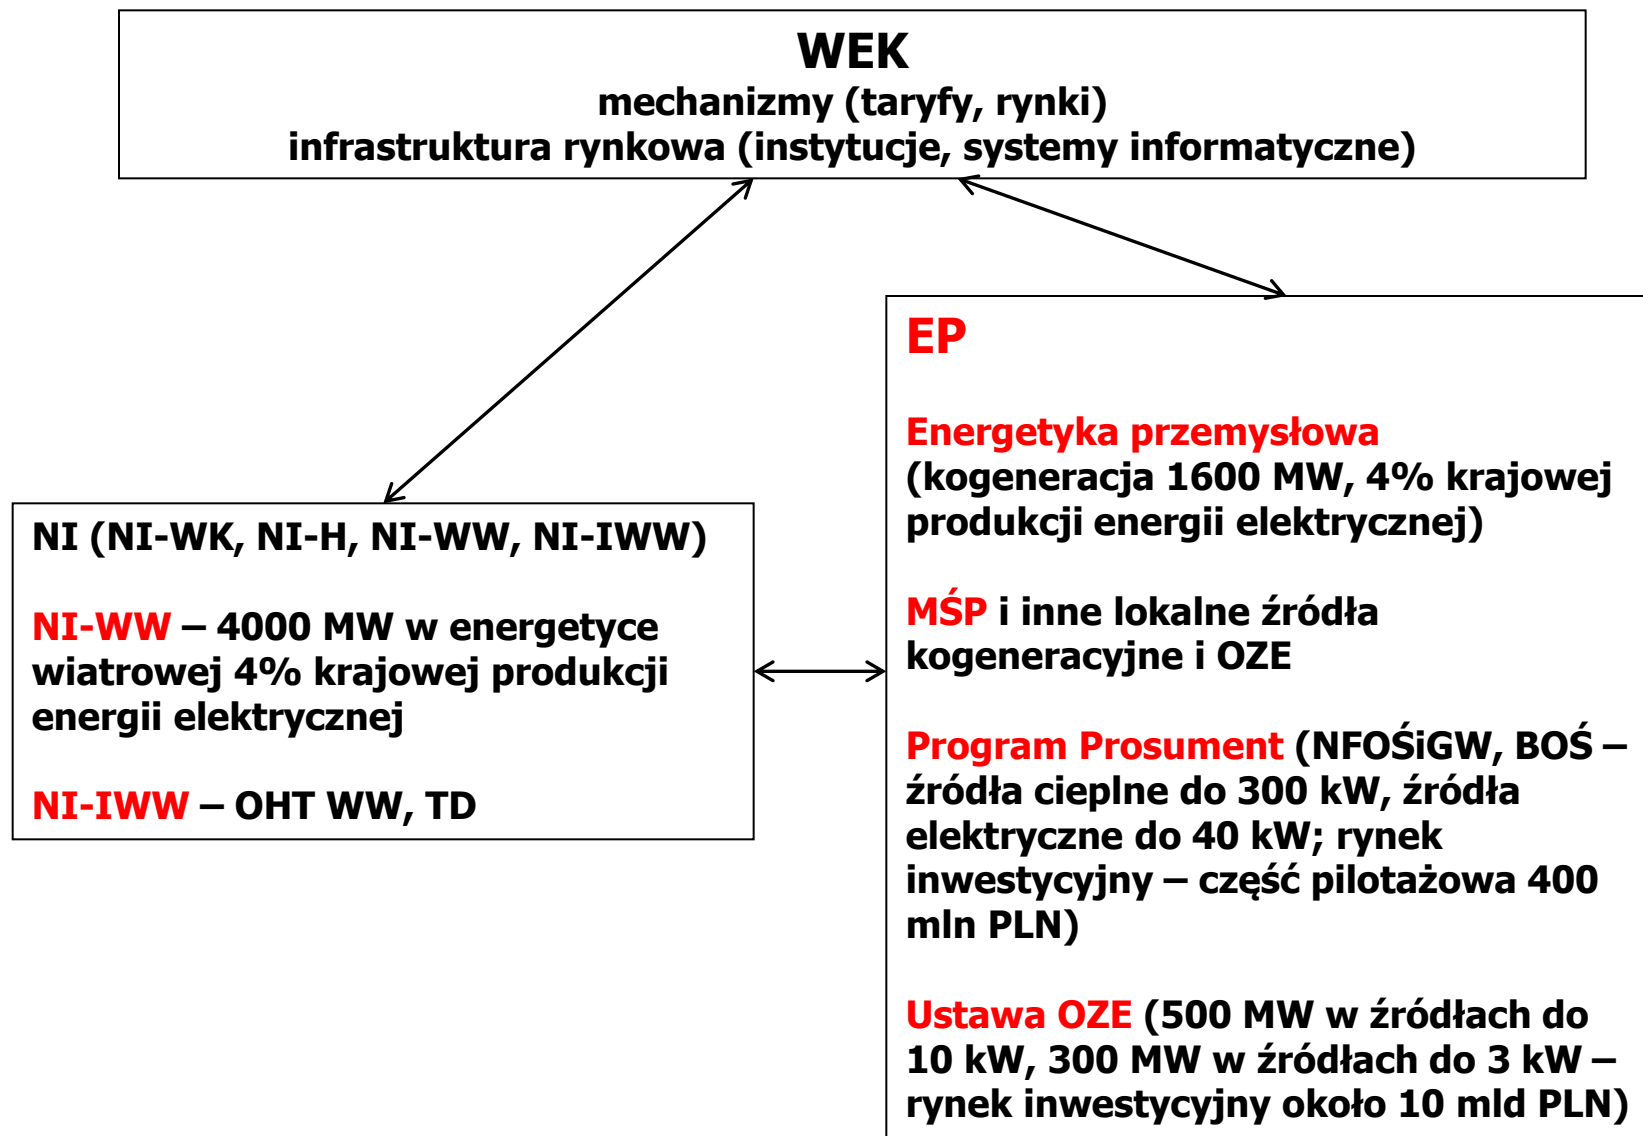 WEK
mechanizmy (taryfy, rynki)
infrastruktura rynkowa (instytucje, systemy informatyczne)
NI (NI-WK, NI-H, NI-WW, NI-IWW)
NI-WW – 4000 MW w energetyce
wiatrowej 4% krajowej produkcji
energii elektrycznej
NI-IWW – OHT WW, TD
EP
Energetyka przemysłowa
(kogeneracja 1600 MW, 4% krajowej
produkcji energii elektrycznej)
MŚP i inne lokalne źródła
kogeneracyjne i OZE
Program Prosument (NFOŚiGW, BOŚ –
źródła cieplne do 300 kW, źródła
elektryczne do 40 kW; rynek
inwestycyjny – część pilotażowa 400
mln PLN)
Ustawa OZE (500 MW w źródłach do
10 kW, 300 MW w źródłach do 3 kW –
rynek inwestycyjny około 10 mld PLN)